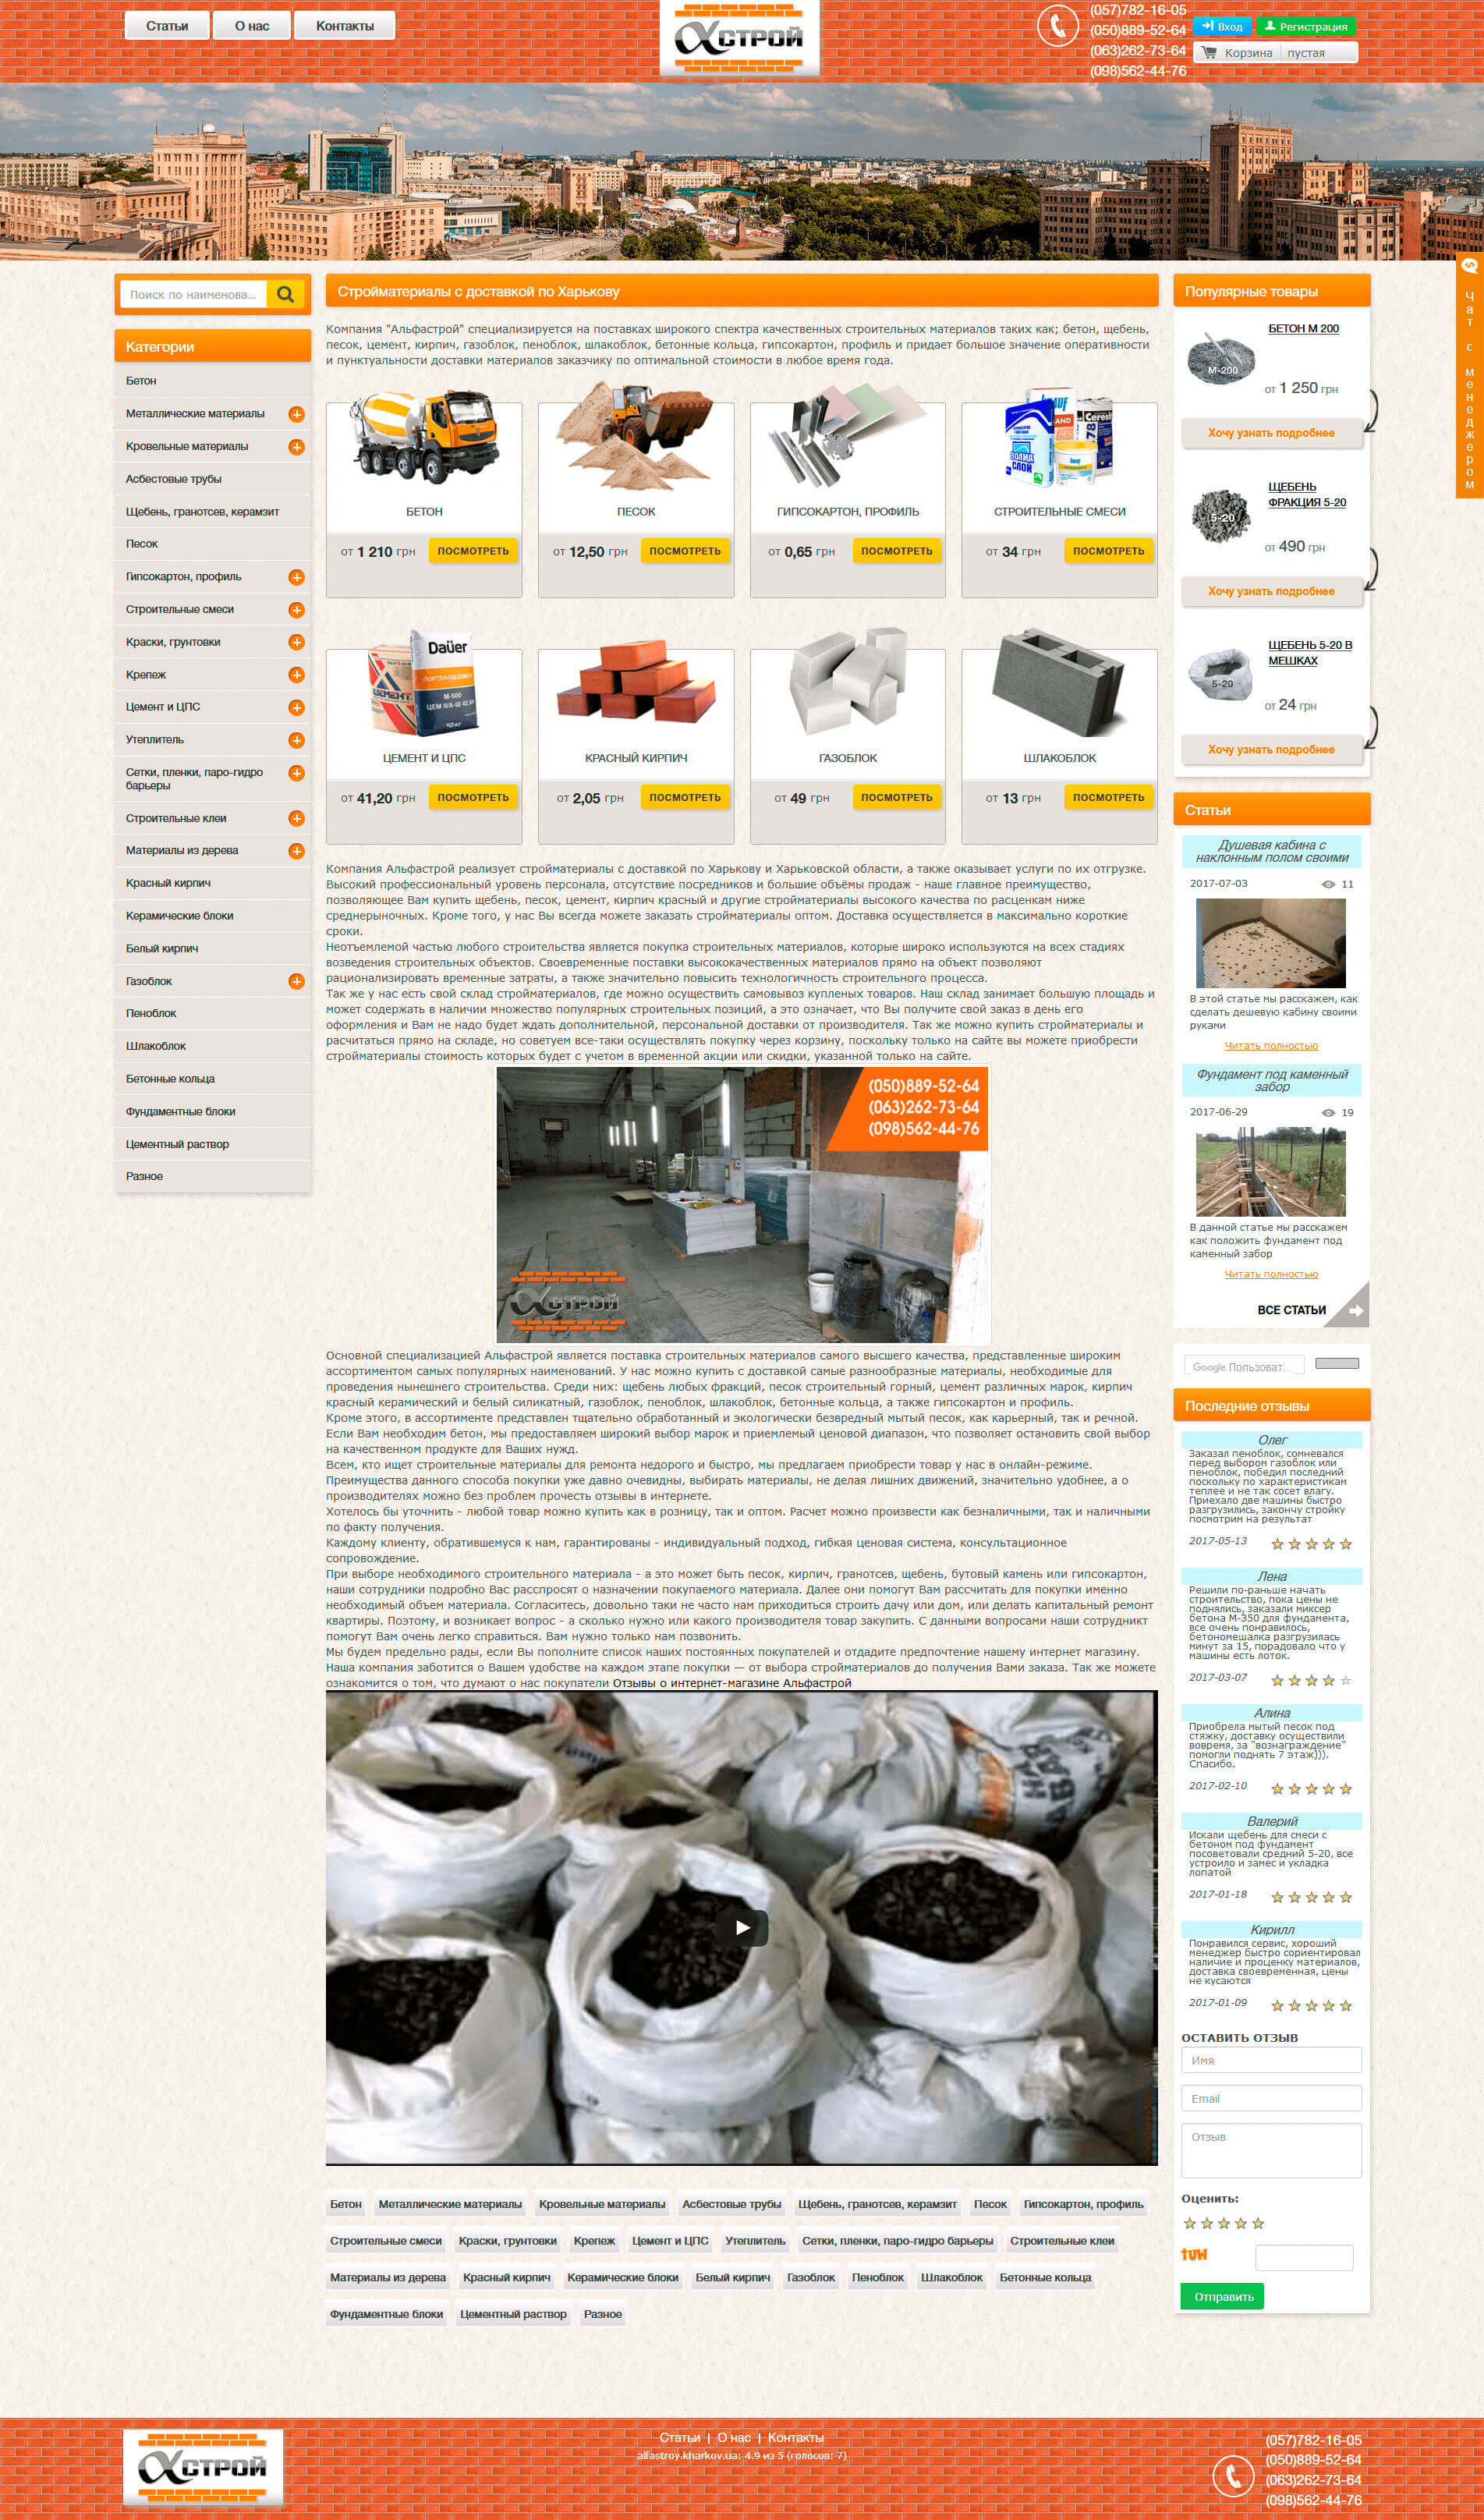 Статьи
О нас
Контакты
αСТРОЙ
(057)782-16-05
(050)889-52-64
(063)262-73-64
(098)562-44-76
Вход
Регистрация
Корзина пустая
Чат с менеджером
Поиск по наименова...
Категории
Бетон
Металлические материалы
Кровельные материалы
Асбестовые трубы
Щебень, гранотсев, керамзит
Песок
Гипсокартон, профиль
Строительные смеси
Краски, грунтовки
Крепеж
Цемент и ЦПС
Утеплитель
Сетки, пленки, паро-гидро
барьеры
Строительные клеи
Материалы из дерева
Красный кирпич
Керамические блоки
Белый кирпич
Газоблок
Пеноблок
Шлакоблок
Бетонные кольца
Фундаментные блоки
Цементный раствор
Разное
Стройматериалы с доставкой по Харькову
Компания "Альфастрой" специализируется на поставках широкого спектра качественных строительных материалов таких как; бетон, щебень,
песок, цемент, кирпич, газоблок, пеноблок, шлакоблок, бетонные кольца, гипсокартон, профиль и придает большое значение оперативности
и пунктуальности доставки материалов заказчику по оптимальной стоимости в любое время года.
БЕТОН
от 1 210 грн ПОСМОТРЕТЬ
ПЕСОК
от 12,50 грн ПОСМОТРЕТЬ
ГИПСОКАРТОН, ПРОФИЛЬ
от 0,65 грн ПОСМОТРЕТЬ
СТРОИТЕЛЬНЫЕ СМЕСИ
от 34 грн ПОСМОТРЕТЬ
Daüer
ПОРТЛАНДЦЕМЕНТ
М-500
ЦЕМЕНТ
50 кг
ЦЕМЕНТ И ЦПС
от 41,20 грн ПОСМОТРЕТЬ
КРАСНЫЙ КИРПИЧ
от 2,05 грн ПОСМОТРЕТЬ
ГАЗОБЛОК
от 49 грн ПОСМОТРЕТЬ
ШЛАКОБЛОК
от 13 грн ПОСМОТРЕТЬ
Компания Альфастрой реализует стройматериалы с доставкой по Харькову и Харьковской области, а также оказывает услуги по их отгрузке.
Высокий профессиональный уровень персонала, отсутствие посредников и большие объёмы продаж - наше главное преимущество,
позволяющее Вам купить щебень, песок, цемент, кирпич красный и другие стройматериалы высокого качества по расценкам ниже
среднерыночных. Кроме того, у нас Вы всегда можете заказать стройматериалы оптом. Доставка осуществляется в максимально короткие
сроки.
Неотъемлемой частью любого строительства является покупка строительных материалов, которые широко используются на всех стадиях
возведения строительных объектов. Своевременные поставки высококачественных материалов прямо на объект позволяют
рационализировать временные затраты, а также значительно повысить технологичность строительного процесса.
Так же у нас есть свой склад стройматериалов, где можно осуществить самовывоз купленых товаров. Наш склад занимает большую площадь и
может содержать в наличии множество популярных строительных позиций, а это означает, что Вы получите свой заказ в день его
оформления и Вам не надо будет ждать дополнительной, персональной доставки от производителя. Так же можно купить стройматериалы и
расчитаться прямо на складе, но советуем все-таки осуществлять покупку через корзину, поскольку только на сайте вы можете приобрести
стройматериалы стоимость которых будет с учетом в временной акции или скидки, указанной только на сайте.
(050)889-52-64
(063)262-73-64
(098)562-44-76
αСТРОЙ
Основной специализацией Альфастрой является поставка строительных материалов самого высшего качества, представленные широким
ассортиментом самых популярных наименований. У нас можно купить с доставкой самые разнообразные материалы, необходимые для
проведения нынешнего строительства. Среди них: щебень любых фракций, песок строительный горный, цемент различных марок, кирпич
красный керамический и белый силикатный, газоблок, пеноблок, шлакоблок, бетонные кольца, а также гипсокартон и профиль.
Кроме этого, в ассортименте представлен тщательно обработанный и экологически безвредный мытый песок, как карьерный, так и речной.
Если Вам необходим бетон, мы предоставляем широкий выбор марок и приемлемый ценовой диапазон, что позволяет остановить свой выбор
на качественном продукте для Ваших нужд.
Всем, кто ищет строительные материалы для ремонта недорого и быстро, мы предлагаем приобрести товар у нас в онлайн-режиме.
Преимущества данного способа покупки уже давно очевидны, выбирать материалы, не делая лишних движений, значительно удобнее, а о
производителях можно без проблем прочесть отзывы в интернете.
Хотелось бы уточнить - любой товар можно купить как в розницу, так и оптом. Расчет можно произвести как безналичными, так и наличными
по факту получения.
Каждому клиенту, обратившемуся к нам, гарантированы - индивидуальный подход, гибкая ценовая система, консультационное
сопровождение.
При выборе необходимого строительного материала - а это может быть песок, кирпич, гранотсев, щебень, бутовый камень или гипсокартон,
наши сотрудники подробно Вас расспросят о назначении покупаемого материала. Далее они помогут Вам рассчитать для покупки именно
необходимый объем материала. Согласитесь, довольно таки не часто нам приходиться строить дачу или дом, или делать капитальный ремонт
квартиры. Поэтому, и возникает вопрос - а сколько нужно или какого производителя товар закупить. С данными вопросами наши сотрудникт
помогут Вам очень легко справиться. Вам нужно только нам позвонить.
Мы будем предельно рады, если Вы пополните список наших постоянных покупателей и отдадите предпочтение нашему интернет магазину.
Наша компания заботится о Вашем удобстве на каждом этапе покупки — от выбора стройматериалов до получения Вами заказа. Так же можете
ознакомится о том, что думают о нас покупатели Отзывы о интернет-магазине Альфастрой
Бетон Металлические материалы Кровельные материалы Асбестовые трубы Щебень, гранотсев, керамзит Песок Гипсокартон, профиль
Строительные смеси Краски, грунтовки Крепеж Цемент и ЦПС Утеплитель Сетки, пленки, паро-гидро барьеры Строительные клеи
Материалы из дерева Красный кирпич Керамические блоки Белый кирпич Газоблок Пеноблок Шлакоблок Бетонные кольца
Фундаментные блоки Цементный раствор Разное
Популярные товары
БЕТОН М 200
М-200
от 1 250 грн
Хочу узнать подробнее
ЩЕБЕНЬ
ФРАКЦИЯ 5-20
5-20
от 490 грн
Хочу узнать подробнее
ЩЕБЕНЬ 5-20 В
МЕШКАХ
5-20
от 24 грн
Хочу узнать подробнее
Статьи
Душевая кабина с
наклонным полом своими
2017-07-03 11
В этой статье мы расскажем, как
сделать дешевую кабину своими
руками
Читать полностью
Фундамент под каменный
забор
2017-06-29 19
В данной статье мы расскажем
как положить фундамент под
каменный забор
Читать полностью
ВСЕ СТАТЬИ
Google Пользоват...
Последние отзывы
Олег
Заказал пеноблок, сомневался
перед выбором газоблок или
пеноблок, победил последний
поскольку по характеристикам
теплее и не так сосет влагу.
Приехало две машины быстро
разгрузились, закончу стройку
посмотрим на результат
2017-05-13
Лена
Решили по-раньше начать
строительство, пока цены не
поднялись, заказали миксер
бетона М-350 для фундамента,
все очень понравилось,
бетономешалка разгрузилась
минут за 15, порадовало что у
машины есть лоток.
2017-03-07
Алина
Приобрела мытый песок под
стяжку, доставку осуществили
вовремя, за "вознаграждение"
помогли поднять 7 этаж))).
Спасибо.
2017-02-10
Валерий
Искали щебень для смеси с
бетоном под фундамент
посоветовали средний 5-20, все
устроило и замес и укладка
лопатой
2017-01-18
Кирилл
Понравился сервис, хороший
менеджер быстро сориентировал
наличие и проценку материалов,
доставка своевременная, цены
не кусаются
2017-01-09
ОСТАВИТЬ ОТЗЫВ
Имя
Email
Отзыв
Оценить:
tuw
Отправить
αСТРОЙ
Статьи | О нас | Контакты
alfastroy.kharkov.ua: 4.9 из 5 (голосов: 7)
(057)782-16-05
(050)889-52-64
(063)262-73-64
(098)562-44-76